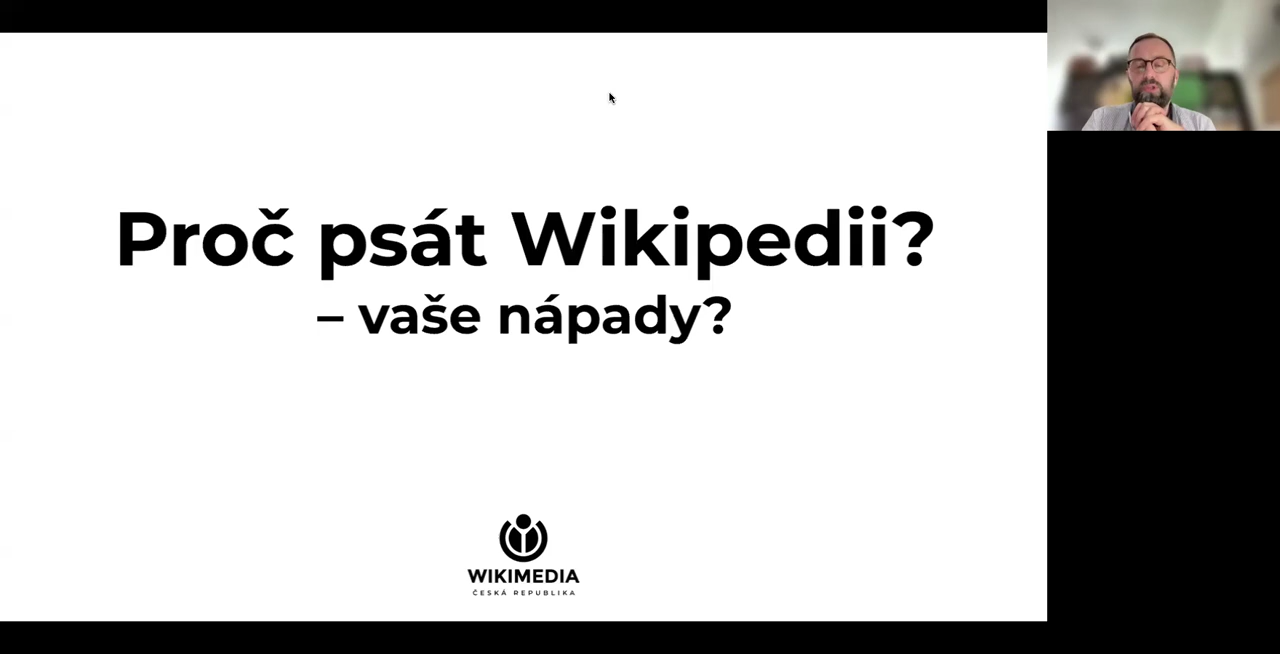 Proč psát Wikipedii?
– vaše nápady?
WIKIMEDIA
ČESKÁ REPUBLIKA